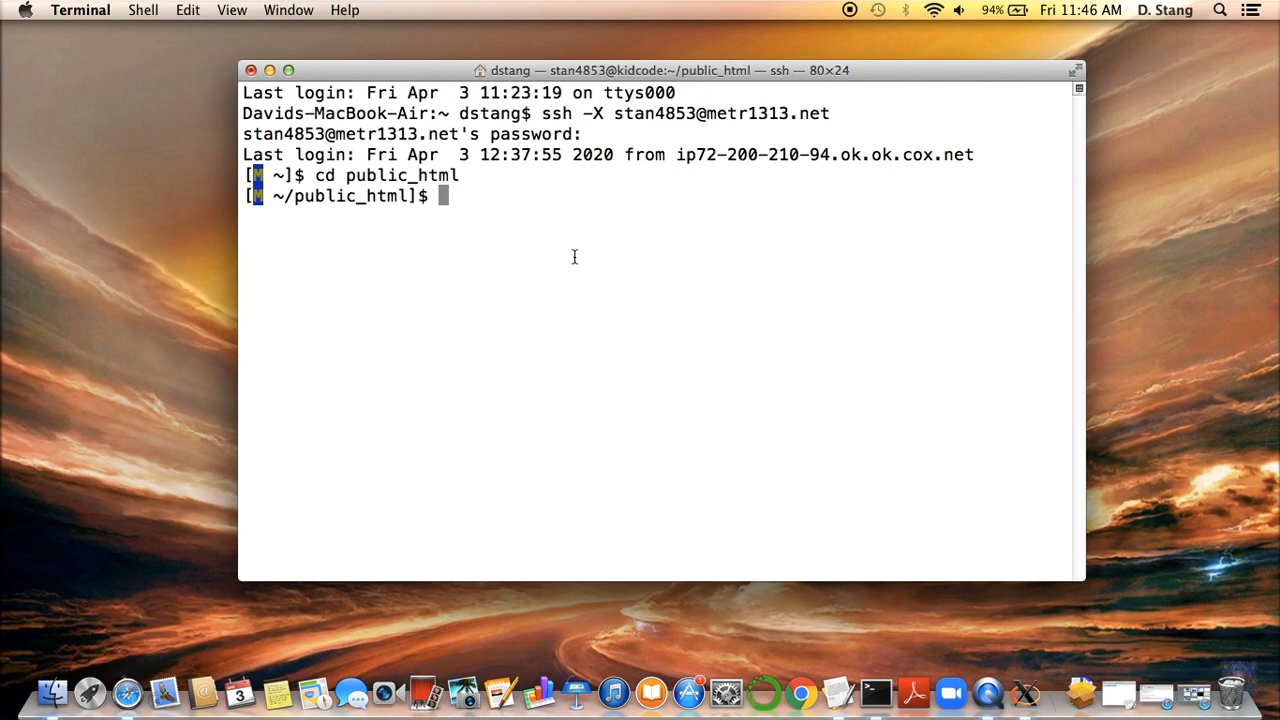 Terminal Shell Edit View Window Help 94% Fri 11:46 AM D. Stang
dstang — stan4853@kidcode:~/public_html — ssh — 80×24
Last login: Fri Apr  3 11:23:19 on ttys000
Davids-MacBook-Air:~ dstang$ ssh -X stan4853@metr1313.net
stan4853@metr1313.net's password:
Last login: Fri Apr  3 12:37:55 2020 from ip72-200-210-94.ok.ok.cox.net
[M ~]$ cd public_html
[M ~/public_html]$
3